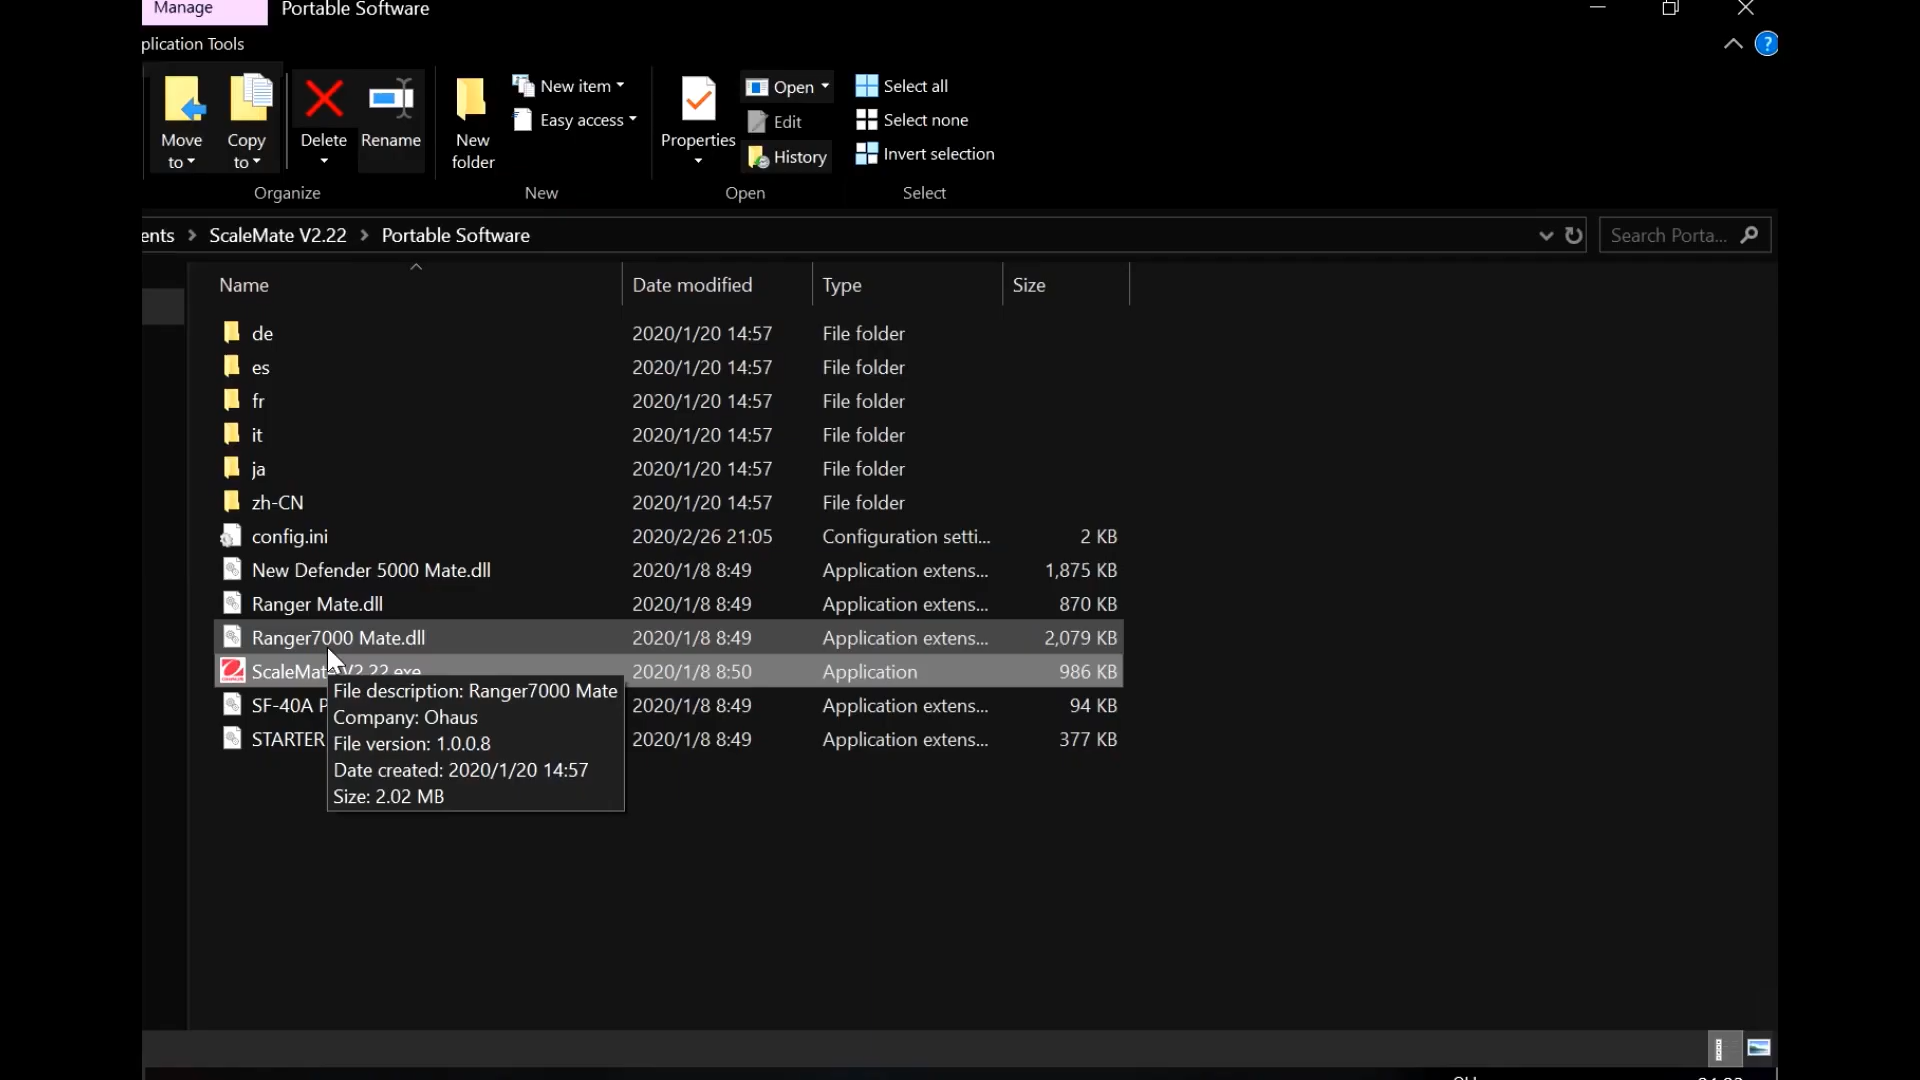 Manage Portable Software
plication Tools
Move to
Copy to
Delete
Rename
New folder
New item
Easy access
Properties
Open
Edit
History
Select all
Select none
Invert selection
Organize New Open Select
ents > ScaleMate V2.22 > Portable Software Search Porta...
Name Date modified Type Size
de 2020/1/20 14:57 File folder
es 2020/1/20 14:57 File folder
fr 2020/1/20 14:57 File folder
it 2020/1/20 14:57 File folder
ja 2020/1/20 14:57 File folder
zh-CN 2020/1/20 14:57 File folder
config.ini 2020/2/26 21:05 Configuration setti... 2 KB
New Defender 5000 Mate.dll 2020/1/8 8:49 Application extens... 1,875 KB
Ranger Mate.dll 2020/1/8 8:49 Application extens... 870 KB
Ranger7000 Mate.dll 2020/1/8 8:49 Application extens... 2,079 KB
ScaleMate V2.22.exe 2020/1/8 8:50 Application 986 KB
SF-40A P 2020/1/8 8:49 Application extens... 94 KB
STARTER 2020/1/8 8:49 Application extens... 377 KB
File description: Ranger7000 Mate
Company: Ohaus
File version: 1.0.0.8
Date created: 2020/1/20 14:57
Size: 2.02 MB